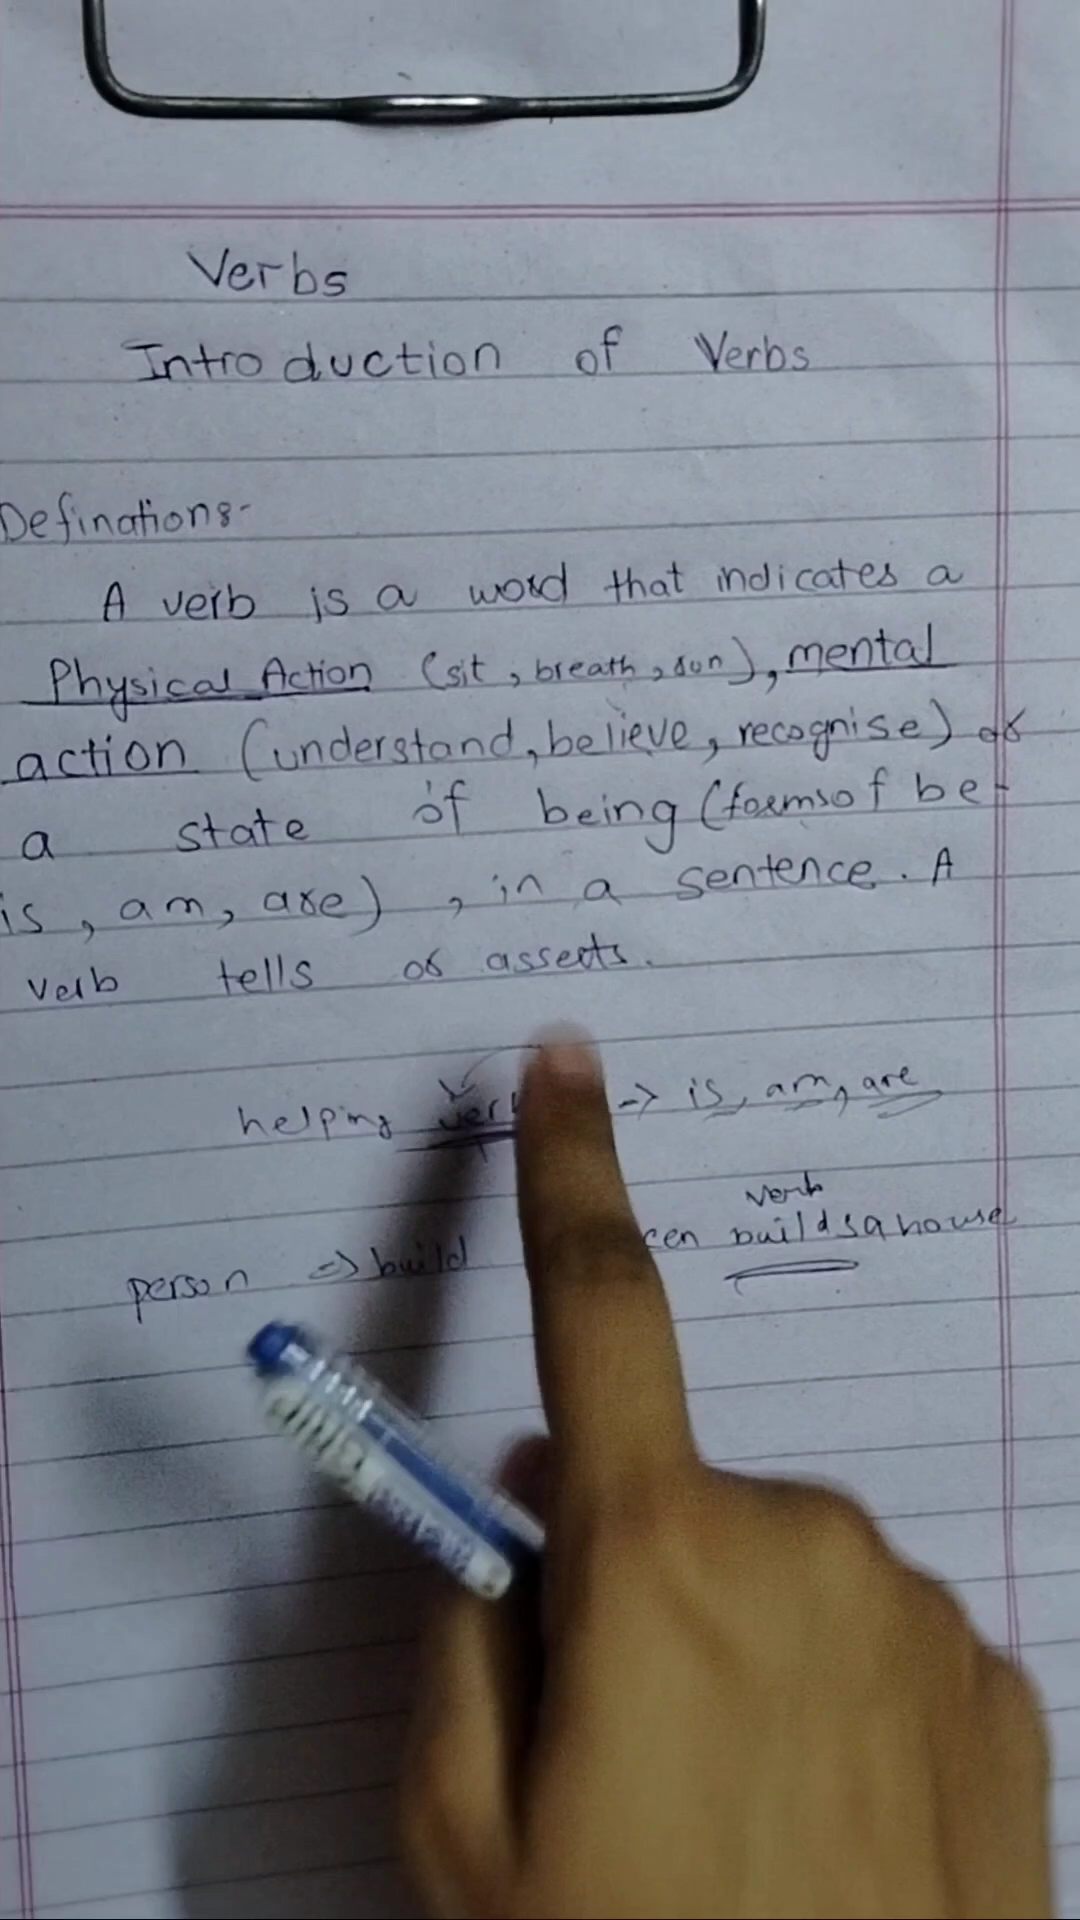 Verbs
Introduction of Verbs
Definations:-
A verb is a word that indicates a
Physical Action (sit, breath, run), mental
action (understand, believe, recognise) or
a state of being (forms of be-
is, am, are), in a sentence. A
verb tells or asserts.
helping → is, am, are
verb
person => build builds a house